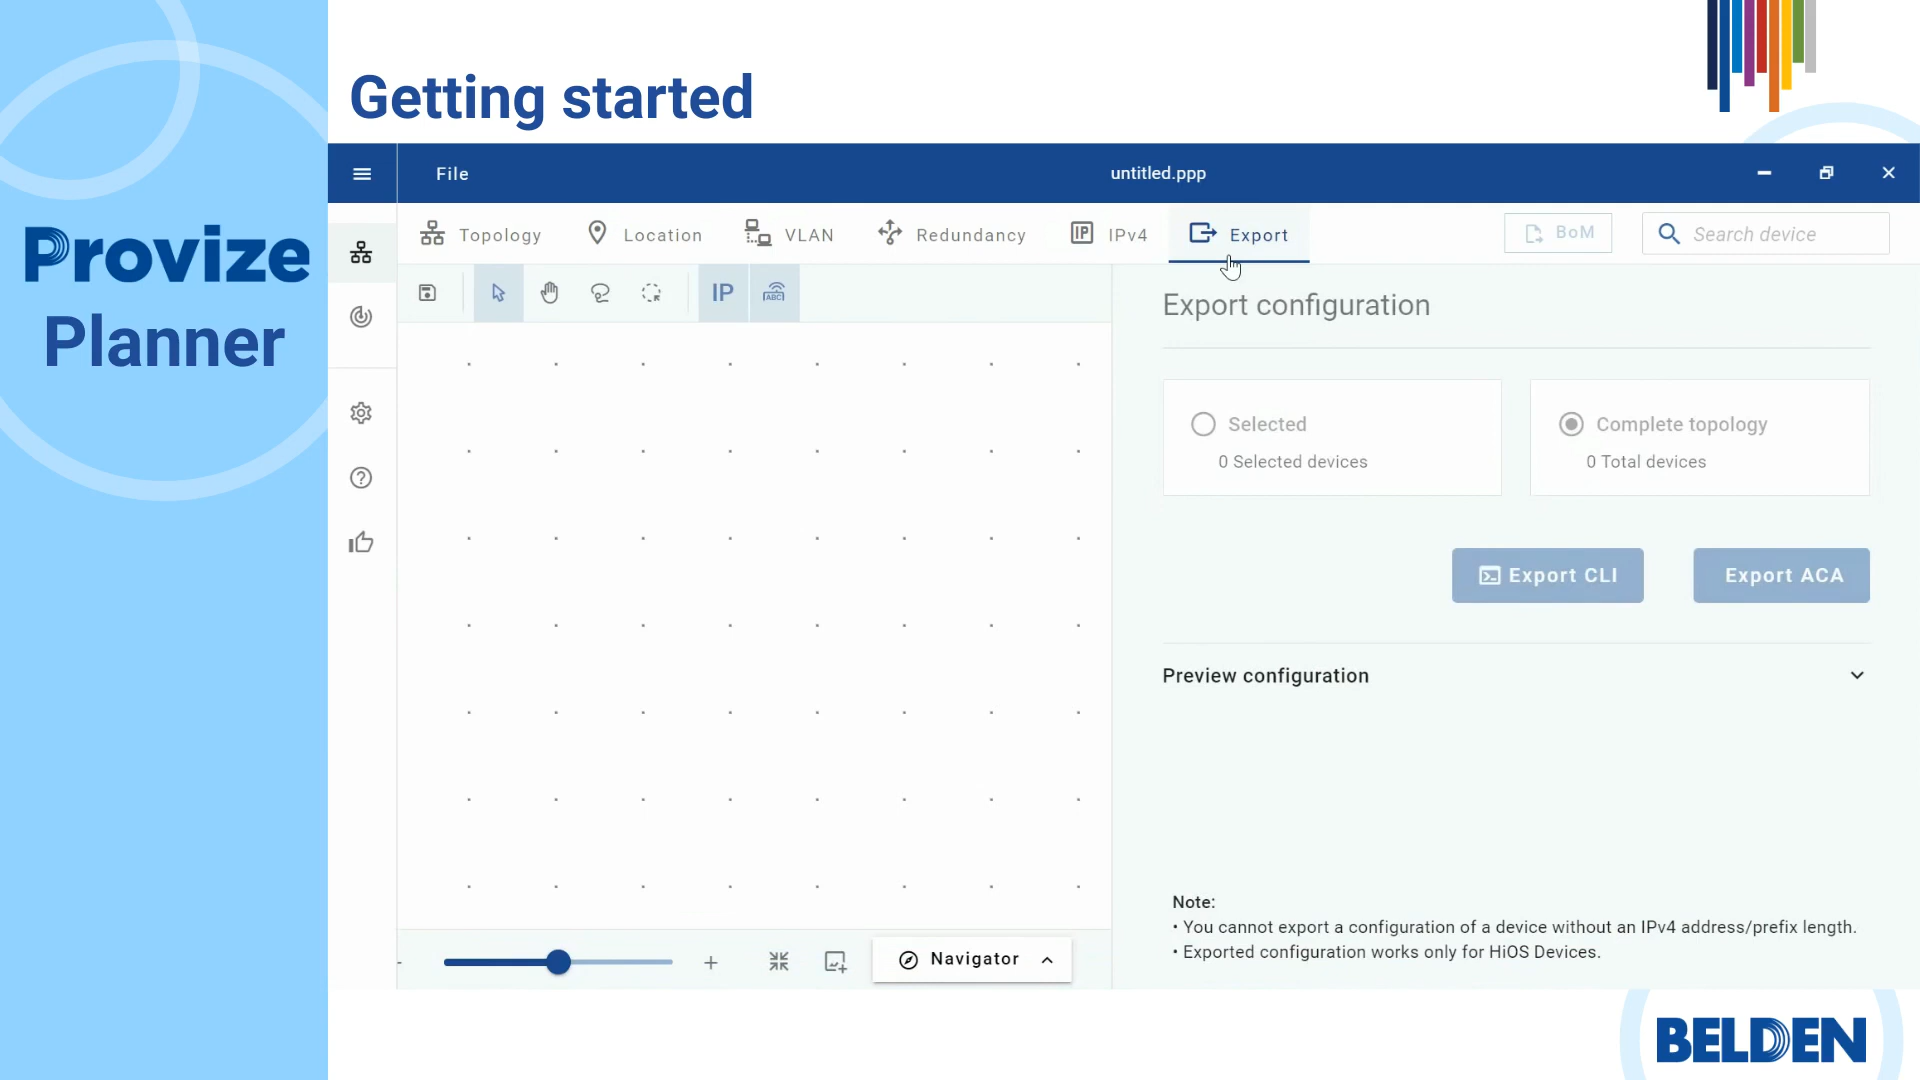 Getting started
Provize
Planner
File
untitled.ppp
Topology
Location
VLAN
Redundancy
IP
IPv4
Export
BoM
Search device
IP
ABC
Export configuration
Selected
0 Selected devices
Complete topology
0 Total devices
Export CLI
Export ACA
Preview configuration
Note:
• You cannot export a configuration of a device without an IPv4 address/prefix length.
• Exported configuration works only for HiOS Devices.
Navigator
BELDEN